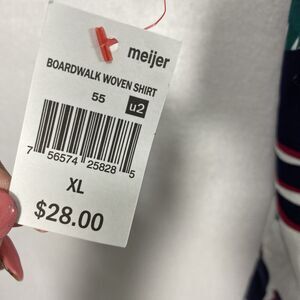 meijer
BOARDWALK WOVEN SHIRT
55 u2
7 56574 25828 5
XL
$28.00